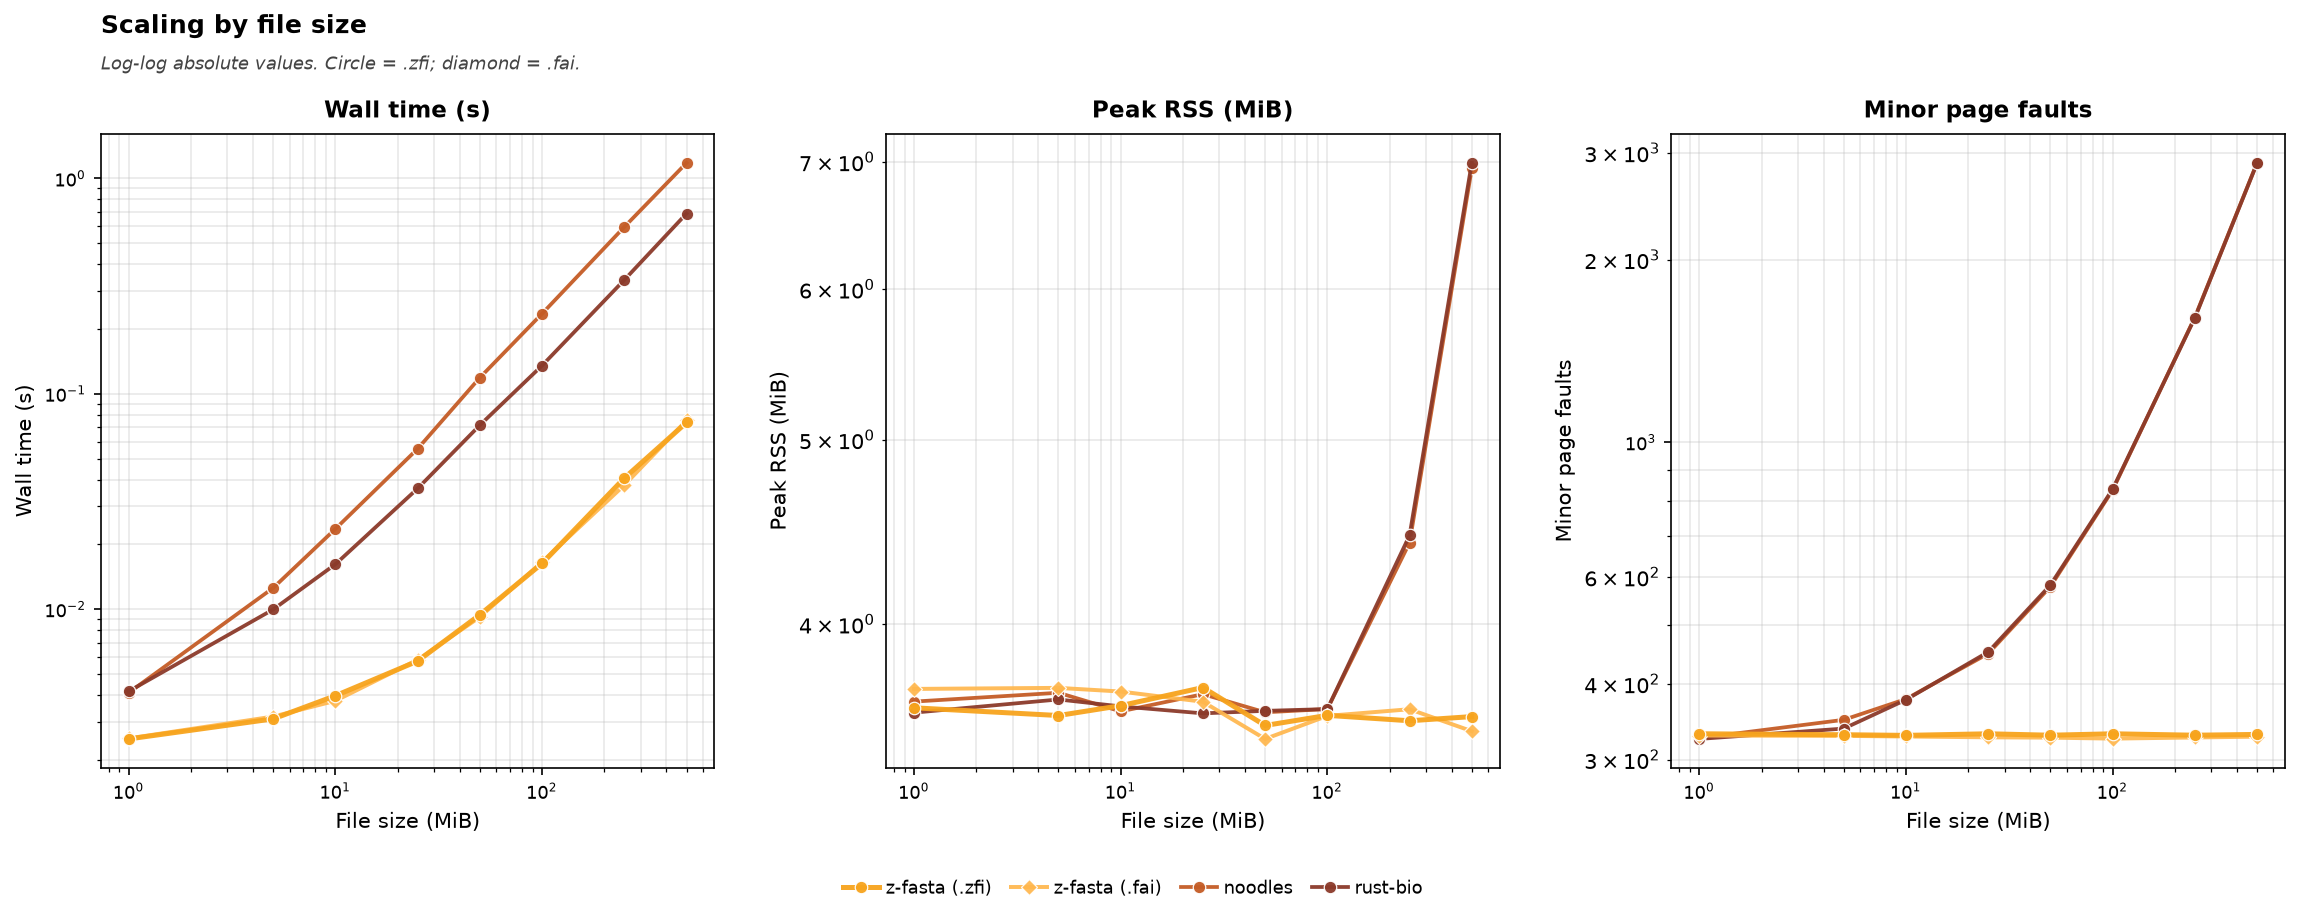 Scaling by file size
Log-log absolute values. Circle = .zfi; diamond = .fai.
Wall time (s)
Wall time (s)
10⁰
10⁻¹
10⁻²
10⁰ 10¹ 10²
File size (MiB)
Peak RSS (MiB)
Peak RSS (MiB)
7 × 10⁰
6 × 10⁰
5 × 10⁰
4 × 10⁰
10⁰ 10¹ 10²
File size (MiB)
Minor page faults
Minor page faults
3 × 10³
2 × 10³
10³
6 × 10²
4 × 10²
3 × 10²
10⁰ 10¹ 10²
File size (MiB)
z-fasta (.zfi) z-fasta (.fai) noodles rust-bio